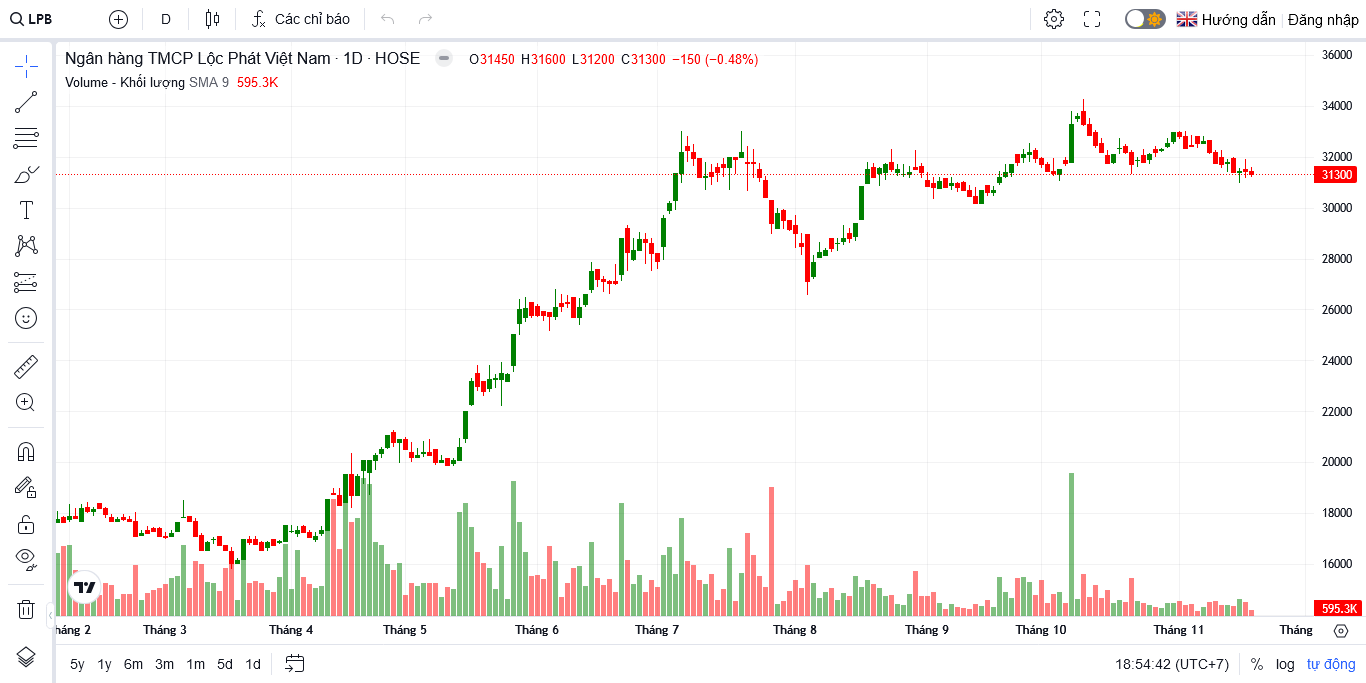 LPB D Các chỉ báo Hướng dẫn Đăng nhập
Ngân hàng TMCP Lộc Phát Việt Nam · 1D · HOSE O31450 H31600 L31200 C31300 −150 (−0.48%)
Volume - Khối lượng SMA 9 595.3K
36000
34000
32000
31300
30000
28000
26000
24000
22000
20000
18000
16000
595.3K
háng 2 Tháng 3 Tháng 4 Tháng 5 Tháng 6 Tháng 7 Tháng 8 Tháng 9 Tháng 10 Tháng 11 Tháng
5y 1y 6m 3m 1m 5d 1d 18:54:42 (UTC+7) % log tự động